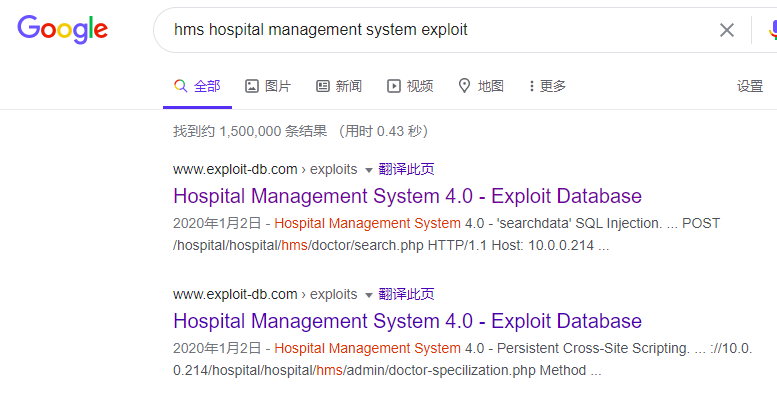 Google hms hospital management system exploit
全部 图片 新闻 视频 地图 更多 设置
找到约 1,500,000 条结果 （用时 0.43 秒）
www.exploit-db.com › exploits 翻译此页
Hospital Management System 4.0 - Exploit Database
2020年1月2日 - Hospital Management System 4.0 - 'searchdata' SQL Injection. ... POST
/hospital/hospital/hms/doctor/search.php HTTP/1.1 Host: 10.0.0.214 ...
www.exploit-db.com › exploits 翻译此页
Hospital Management System 4.0 - Exploit Database
2020年1月2日 - Hospital Management System 4.0 - Persistent Cross-Site Scripting. ... ://10.0.
0.214/hospital/hospital/hms/admin/doctor-specilization.php Method ...